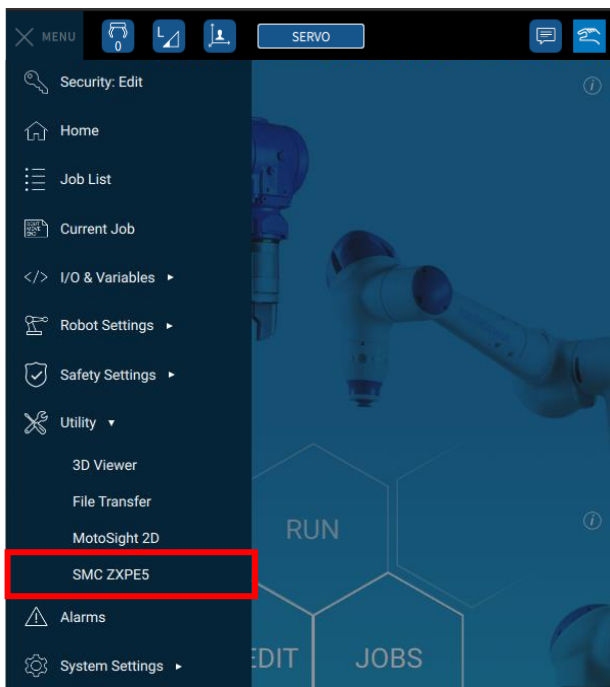 MENU
0
L
SERVO
Security: Edit
Home
Job List
Current Job
</> I/O & Variables
Robot Settings
Safety Settings
Utility
3D Viewer
File Transfer
MotoSight 2D
SMC ZXPE5
Alarms
System Settings
RUN
EDIT
JOBS